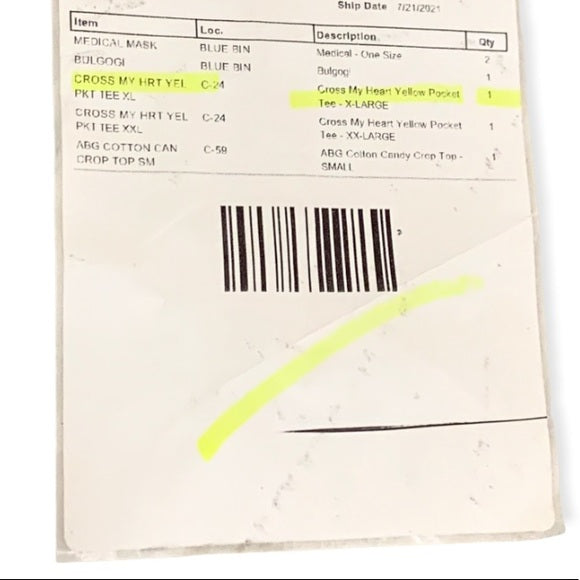 Ship Date 7/21/2021
Item Loc. Description Qty
MEDICAL MASK BLUE BIN Medical - One Size 2
BULGOGI BLUE BIN Bulgogi 1
CROSS MY HRT YEL C-24 Cross My Heart Yellow Pocket 1
PKT TEE XL Tee - X-LARGE
CROSS MY HRT YEL C-24 Cross My Heart Yellow Pocket 1
PKT TEE XXL Tee - XX-LARGE
ABG COTTON CAN C-59 ABG Cotton Candy Crop Top - 1
CROP TOP SM SMALL